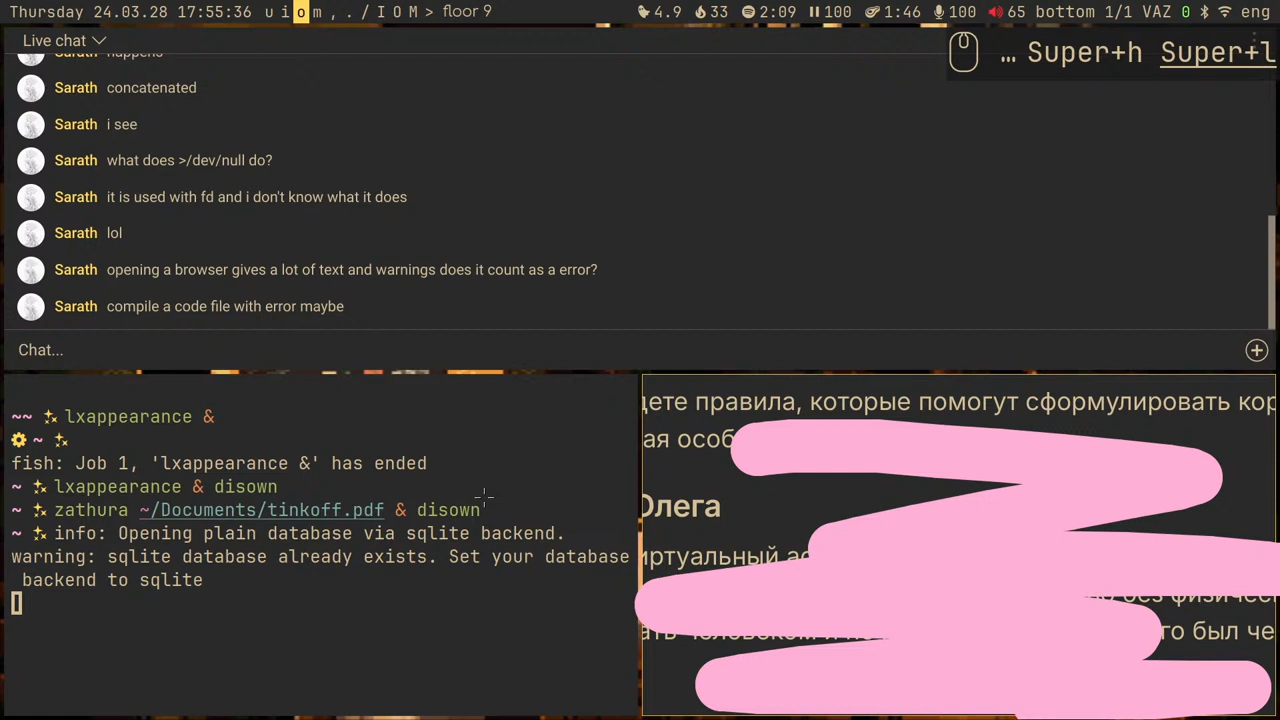 Thursday 24.03.28 17:55:36 u i o m , . / I O M > floor 9 4.9 33 2:09 100 1:46 100 65 bottom 1/1 VAZ 0 eng
Live chat
… Super+h Super+l
Sarath happens
Sarath concatenated
Sarath i see
Sarath what does >/dev/null do?
Sarath it is used with fd and i don't know what it does
Sarath lol
Sarath opening a browser gives a lot of text and warnings does it count as a error?
Sarath compile a code file with error maybe
Chat...
~~ lxappearance &
~
fish: Job 1, 'lxappearance &' has ended
~ lxappearance & disown
~ zathura ~/Documents/tinkoff.pdf & disown
~ info: Opening plain database via sqlite backend.
warning: sqlite database already exists. Set your database
backend to sqlite
правила, которые помогут сформулировать
Олега
был